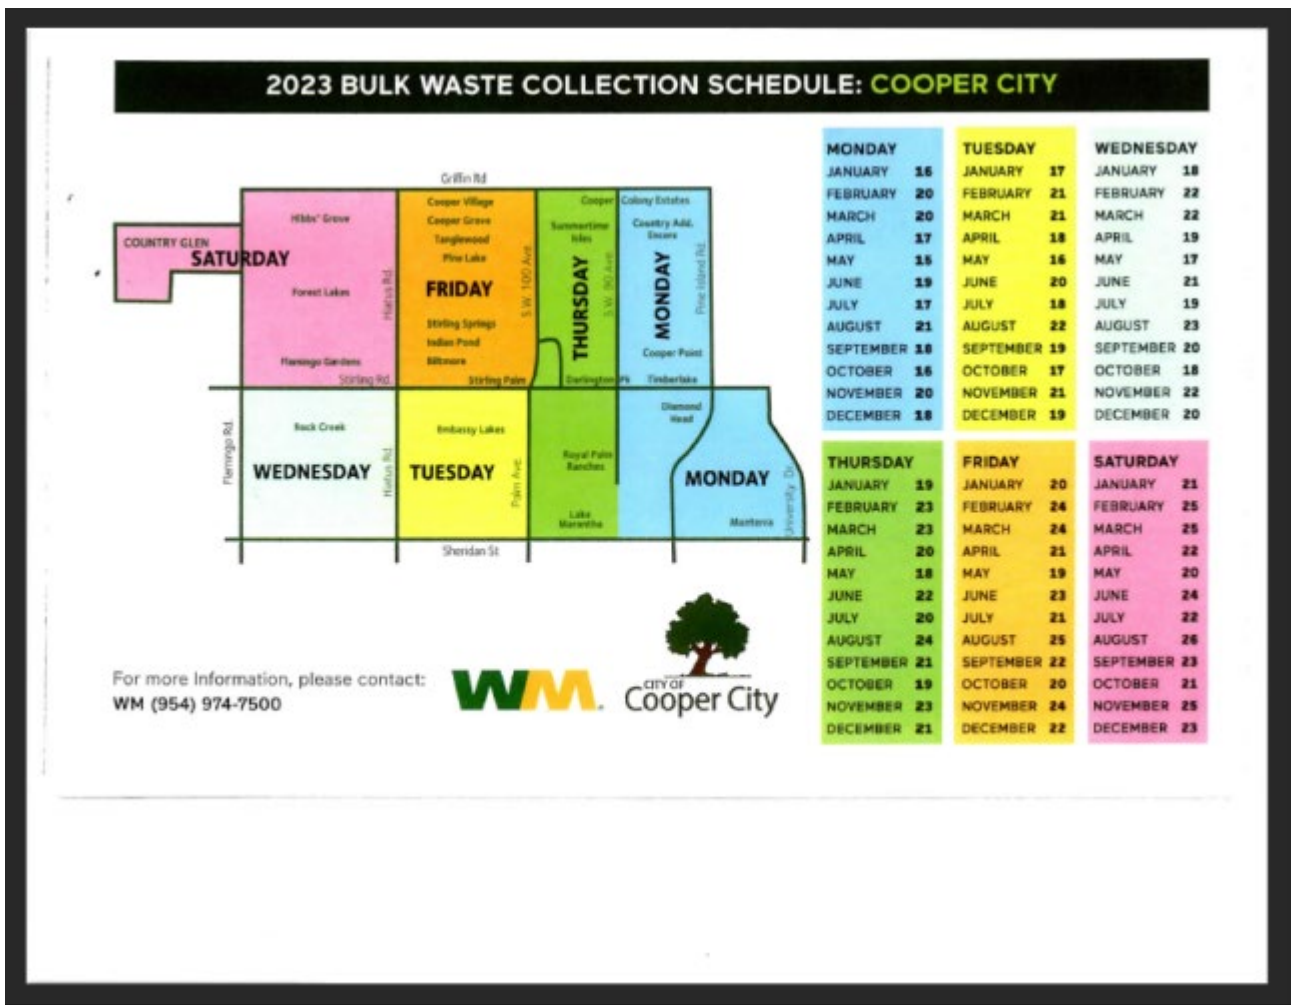 2023 BULK WASTE COLLECTION SCHEDULE: COOPER CITY
Griffin Rd
COUNTRY GLEN
SATURDAY
Hibbs' Grove
Forest Lakes
Flamingo Gardens
Stirling Rd.
Hiatus Rd.
Cooper Village
Cooper Grove
Tanglewood
Pine Lake
FRIDAY
Stirling Springs
Indian Pond
Biltmore
Stirling Palm
S.W. 100 Ave
Cooper Colony Estates
Summertime
Isles
THURSDAY
S.W. 90 Ave
Darlington
Country Add.
Encore
MONDAY
Pine Island Rd.
Cooper Point
Timberlake
Flamingo Rd.
Rock Creek
WEDNESDAY
Hiatus Rd.
Embassy Lakes
TUESDAY
Palm Ave.
Royal Palm
Ranches
Lake
Diamond
Head
MONDAY
Monterra
University Dr
Sheridan St
MONDAY
JANUARY 16
FEBRUARY 20
MARCH 20
APRIL 17
MAY 15
JUNE 19
JULY 17
AUGUST 21
SEPTEMBER 18
OCTOBER 16
NOVEMBER 20
DECEMBER 18
TUESDAY
JANUARY 17
FEBRUARY 21
MARCH 21
APRIL 18
MAY 16
JUNE 20
JULY 18
AUGUST 22
SEPTEMBER 19
OCTOBER 17
NOVEMBER 21
DECEMBER 19
WEDNESDAY
JANUARY 18
FEBRUARY 22
MARCH 22
APRIL 19
MAY 17
JUNE 21
JULY 19
AUGUST 23
SEPTEMBER 20
OCTOBER 18
NOVEMBER 22
DECEMBER 20
THURSDAY
JANUARY 19
FEBRUARY 23
MARCH 23
APRIL 20
MAY 18
JUNE 22
JULY 20
AUGUST 24
SEPTEMBER 21
OCTOBER 19
NOVEMBER 23
DECEMBER 21
FRIDAY
JANUARY 20
FEBRUARY 24
MARCH 24
APRIL 21
MAY 19
JUNE 23
JULY 21
AUGUST 25
SEPTEMBER 22
OCTOBER 20
NOVEMBER 24
DECEMBER 22
SATURDAY
JANUARY 21
FEBRUARY 25
MARCH 25
APRIL 22
MAY 20
JUNE 24
JULY 22
AUGUST 26
SEPTEMBER 23
OCTOBER 21
NOVEMBER 25
DECEMBER 23
For more Information, please contact:
WM (954) 974-7500
WM
CITY OF
Cooper City